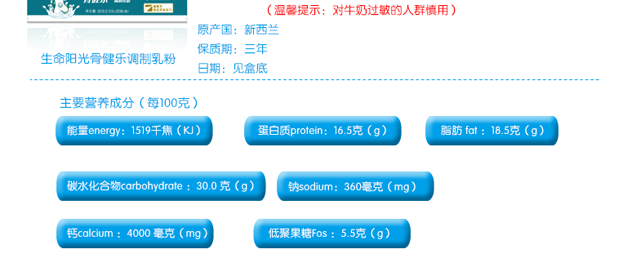 （温馨提示：对牛奶过敏的人群慎用）
原产国：新西兰
保质期：三年
生命阳光骨健乐调制乳粉
日期：见盒底
主要营养成分（每100克）
能量energy：1519千焦（KJ）
蛋白质protein：16.5克（g）
脂肪 fat ：18.5克（g）
碳水化合物carbohydrate ：30.0 克（g）
钠sodium：360毫克（mg）
钙calcium ：4000 毫克（mg）
低聚果糖Fos ：5.5克（g）